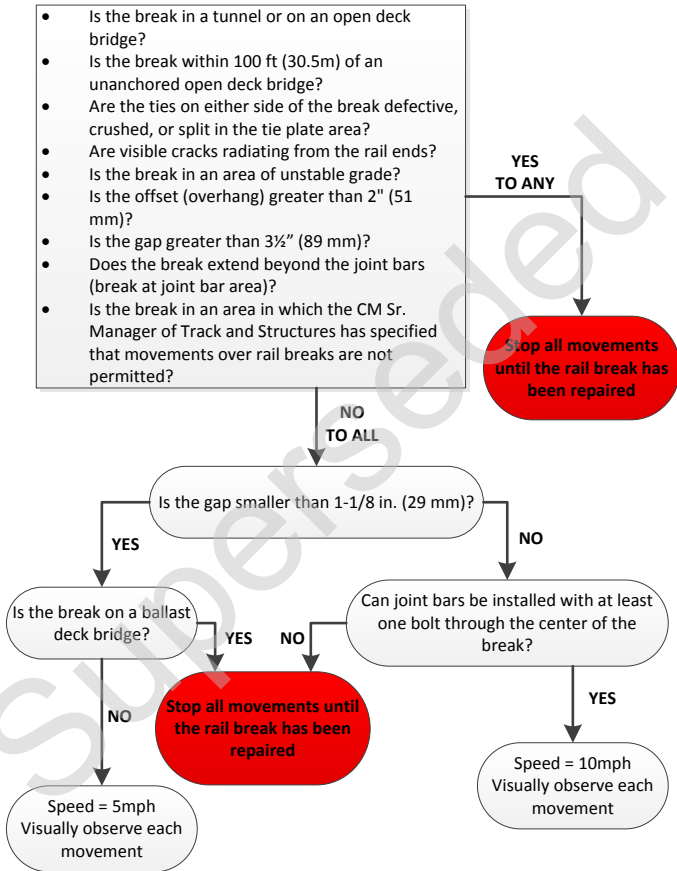 • Is the break in a tunnel or on an open deck
bridge?
• Is the break within 100 ft (30.5m) of an
unanchored open deck bridge?
• Are the ties on either side of the break defective,
crushed, or split in the tie plate area?
• Are visible cracks radiating from the rail ends?
• Is the break in an area of unstable grade?
• Is the offset (overhang) greater than 2" (51
mm)?
• Is the gap greater than 3½” (89 mm)?
• Does the break extend beyond the joint bars
(break at joint bar area)?
• Is the break in an area in which the CM Sr.
Manager of Track and Structures has specified
that movements over rail breaks are not
permitted?
YES
TO ANY
Stop all movements
until the rail break has
been repaired
NO
TO ALL
Is the gap smaller than 1-1/8 in. (29 mm)?
YES
NO
Is the break on a ballast
deck bridge?
Can joint bars be installed with at least
one bolt through the center of the
break?
YES
NO
Stop all movements until
the rail break has been
repaired
NO
YES
Speed = 5mph
Visually observe each
movement
Speed = 10mph
Visually observe each
movement
Superseded